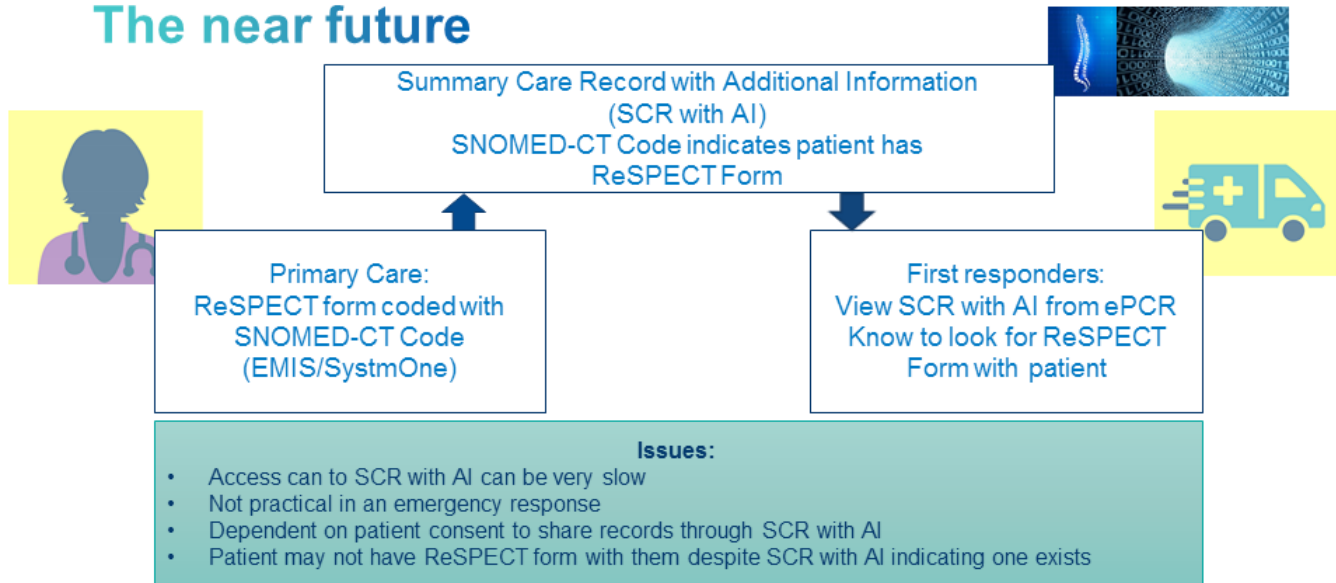 The near future
Summary Care Record with Additional Information
(SCR with AI)
SNOMED-CT Code indicates patient has
ReSPECT Form
Primary Care:
ReSPECT form coded with
SNOMED-CT Code
(EMIS/SystmOne)
First responders:
View SCR with AI from ePCR
Know to look for ReSPECT
Form with patient
Issues:
• Access can to SCR with AI can be very slow
• Not practical in an emergency response
• Dependent on patient consent to share records through SCR with AI
• Patient may not have ReSPECT form with them despite SCR with AI indicating one exists